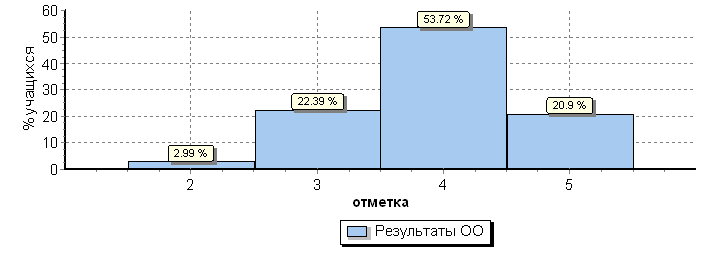 % учащихся
60
50
40
30
20
10
0
2.99 %
22.39 %
53.72 %
20.9 %
2 3 4 5
отметка
Результаты ОО